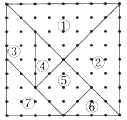 ①
③ ②
④ ⑤
⑦ ⑥